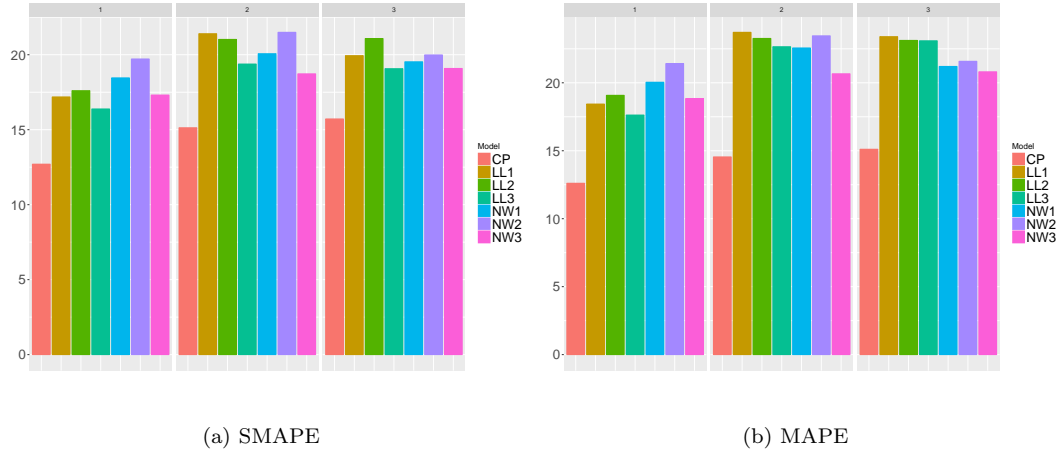 1 2 3
20
15
10
5
0
Model
CP
LL1
LL2
LL3
NW1
NW2
NW3
(a) SMAPE
1 2 3
20
15
10
5
0
Model
CP
LL1
LL2
LL3
NW1
NW2
NW3
(b) MAPE